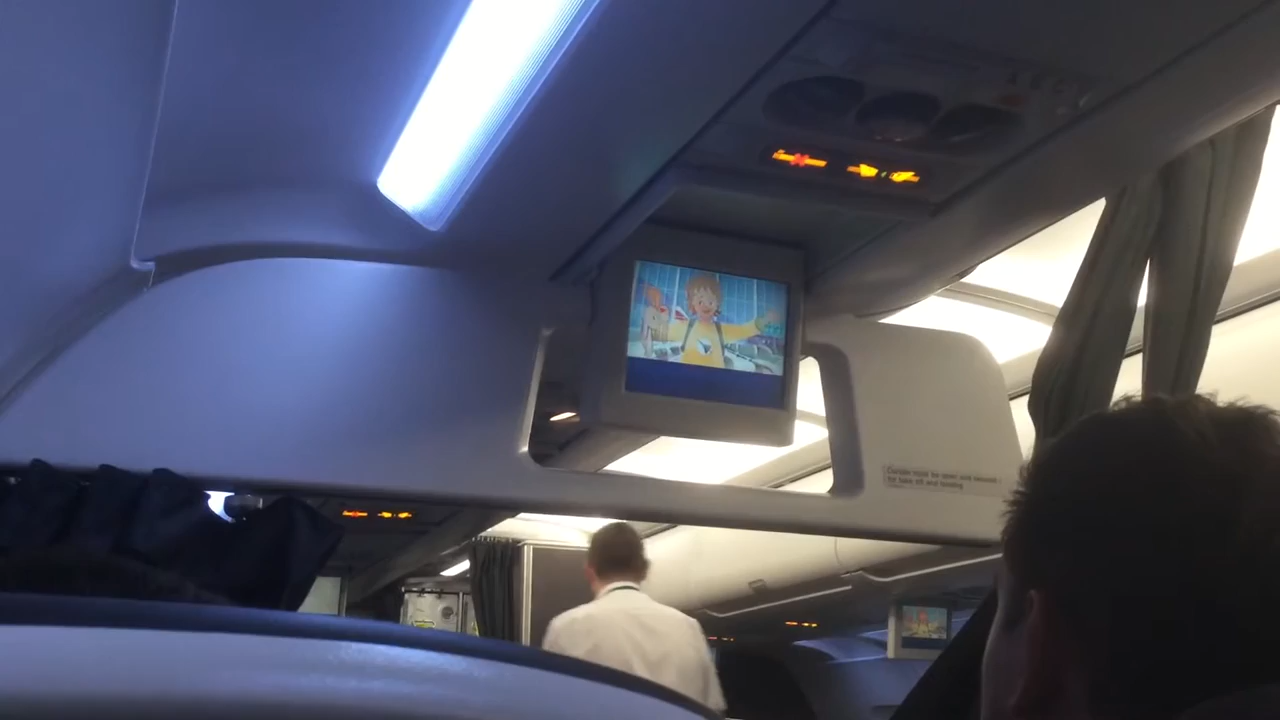 Curtain must be open and secured
for take off and landing